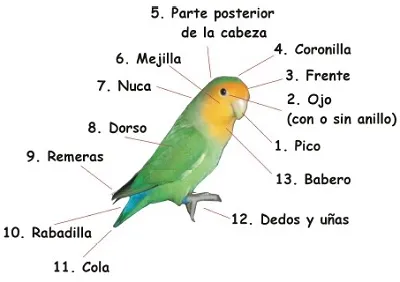 5. Parte posterior
de la cabeza
6. Mejilla
4. Coronilla
3. Frente
7. Nuca
2. Ojo
(con o sin anillo)
8. Dorso
1. Pico
9. Remeras
13. Babero
12. Dedos y uñas
10. Rabadilla
11. Cola